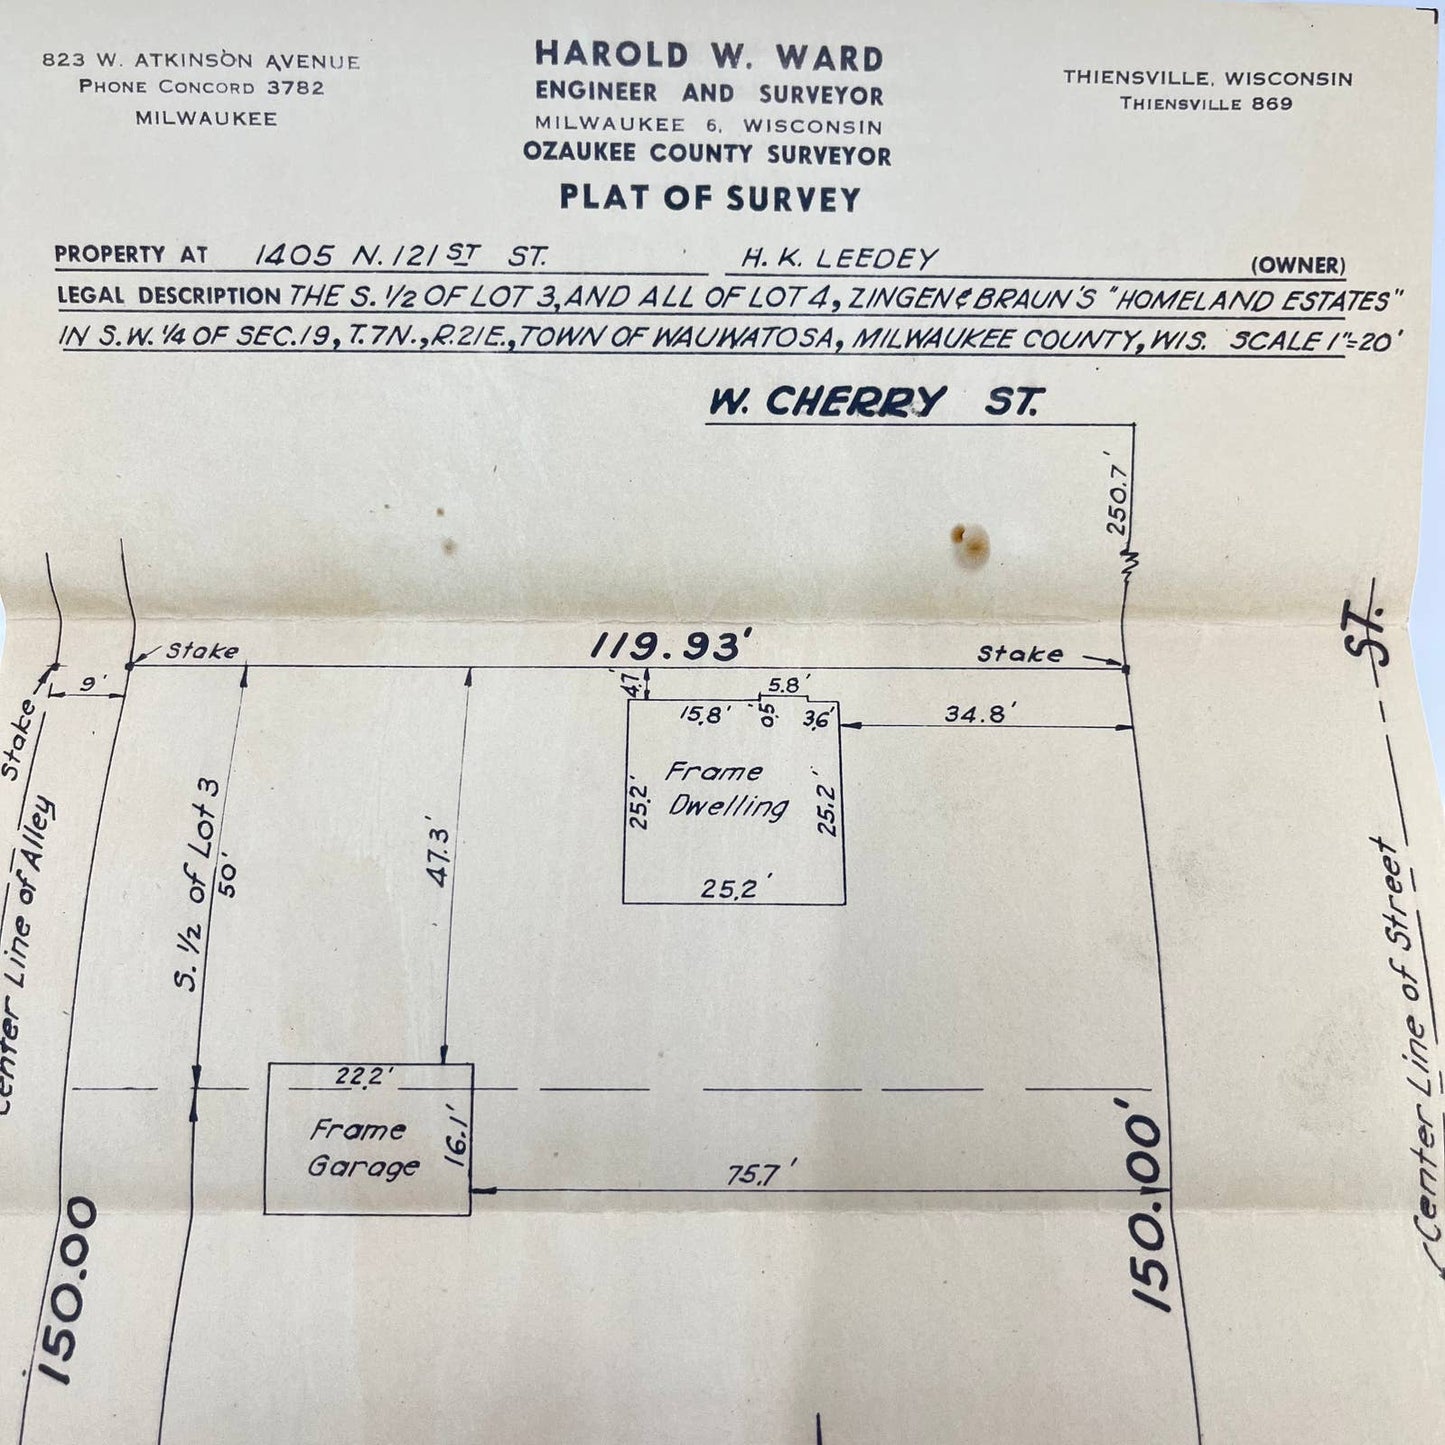 823 W. ATKINSON AVENUE
PHONE CONCORD 3782
MILWAUKEE
HAROLD W. WARD
ENGINEER AND SURVEYOR
MILWAUKEE 6, WISCONSIN
OZAUKEE COUNTY SURVEYOR
PLAT OF SURVEY
THIENSVILLE, WISCONSIN
THIENSVILLE 869
PROPERTY AT 1405 N. 121ST ST. H. K. LEEDEY (OWNER)
LEGAL DESCRIPTION THE S. 1/2 OF LOT 3, AND ALL OF LOT 4, ZINGEN & BRAUN'S "HOMELAND ESTATES"
IN S.W. 1/4 OF SEC. 19, T. 7 N., R. 21 E., TOWN OF WAUWATOSA, MILWAUKEE COUNTY, WIS. SCALE 1"=20'
W. CHERRY ST.
250.7'
ST.
Stake
119.93'
Stake
9'
Stake
4.7
5.8'
15.8'
0.5'
3.6'
34.8'
Frame
Dwelling
25.2'
25.2'
25.2'
S. 1/2 of Lot 3
50'
47.3'
Center Line of Alley
Center Line of Street
22.2'
Frame
Garage
16.1'
75.7'
150.00
150.00'